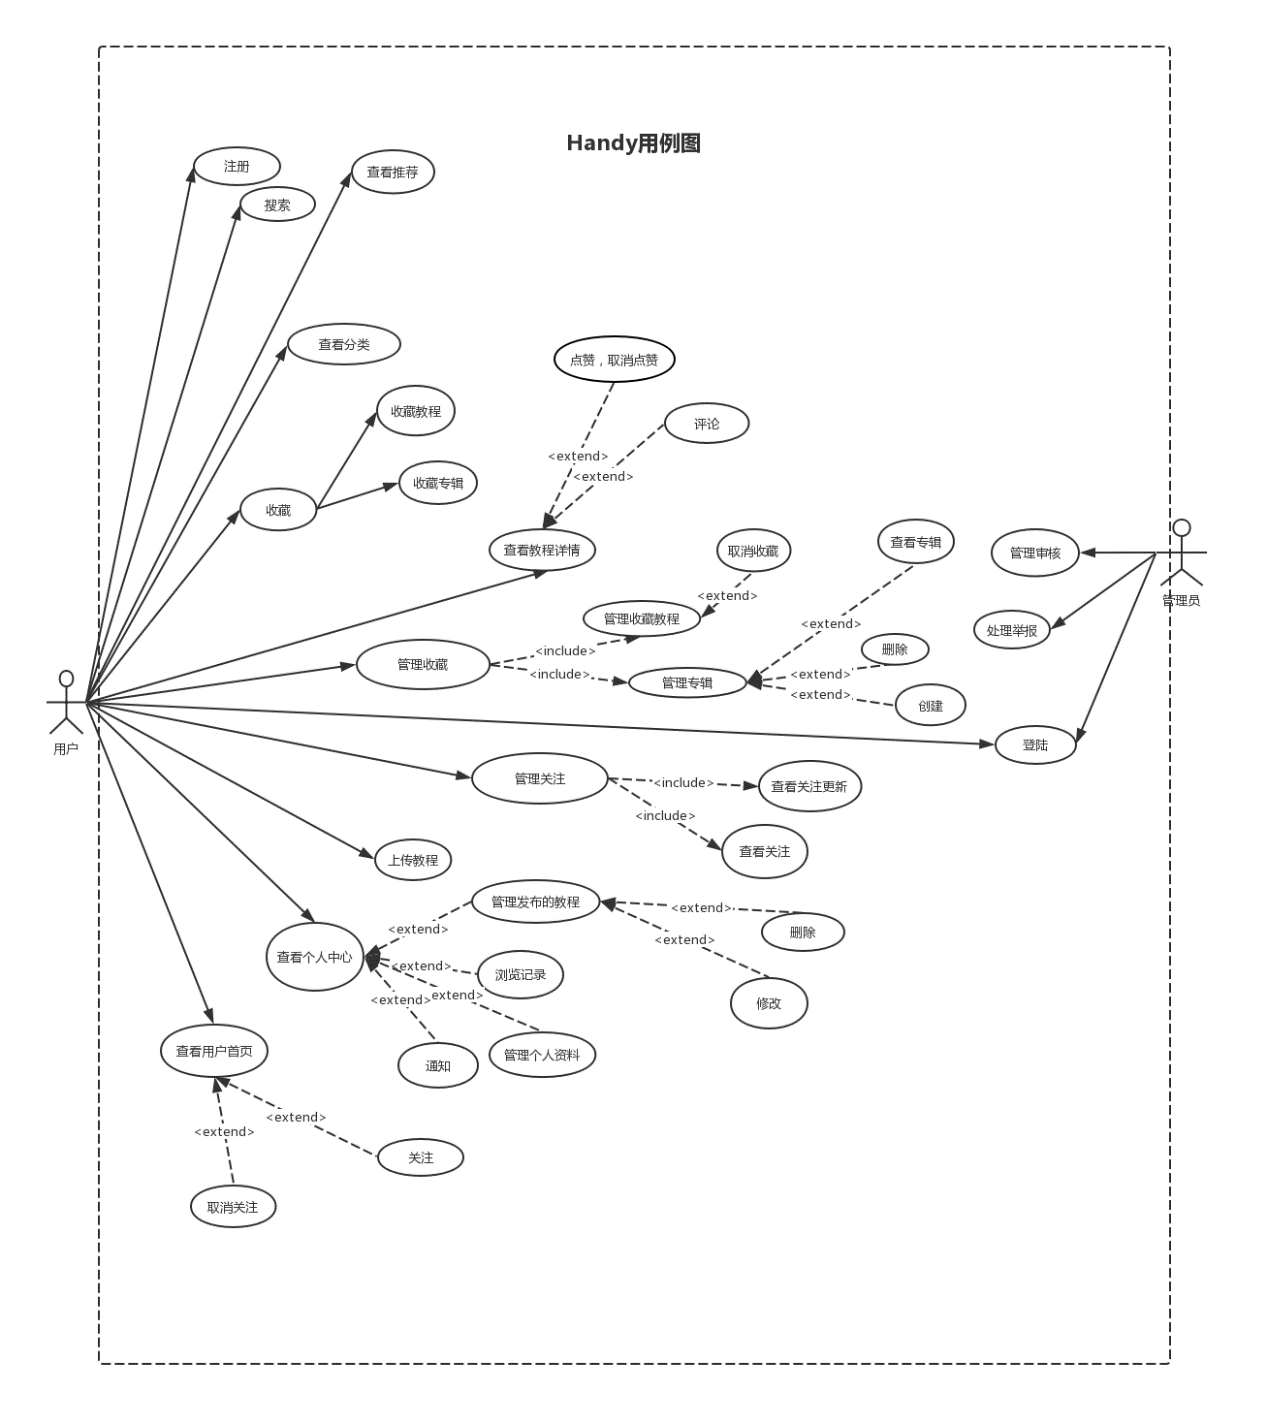 Handy用例图
注册
查看推荐
搜索
查看分类
点赞，取消点赞
收藏教程
评论
<extend>
<extend>
收藏专辑
收藏
查看教程详情
取消收藏
查看专辑
管理审核
<extend>
管理员
管理收藏教程
<extend>
处理举报
<include>
删除
管理收藏
<include>
管理专辑
<extend>
<extend>
创建
用户
登陆
管理关注
<include>
查看关注更新
<include>
查看关注
上传教程
管理发布的教程
<extend>
删除
<extend>
<extend>
查看个人中心
<extend>
浏览记录
<extend>
extend>
修改
查看用户首页
通知
管理个人资料
<extend>
<extend>
关注
取消关注